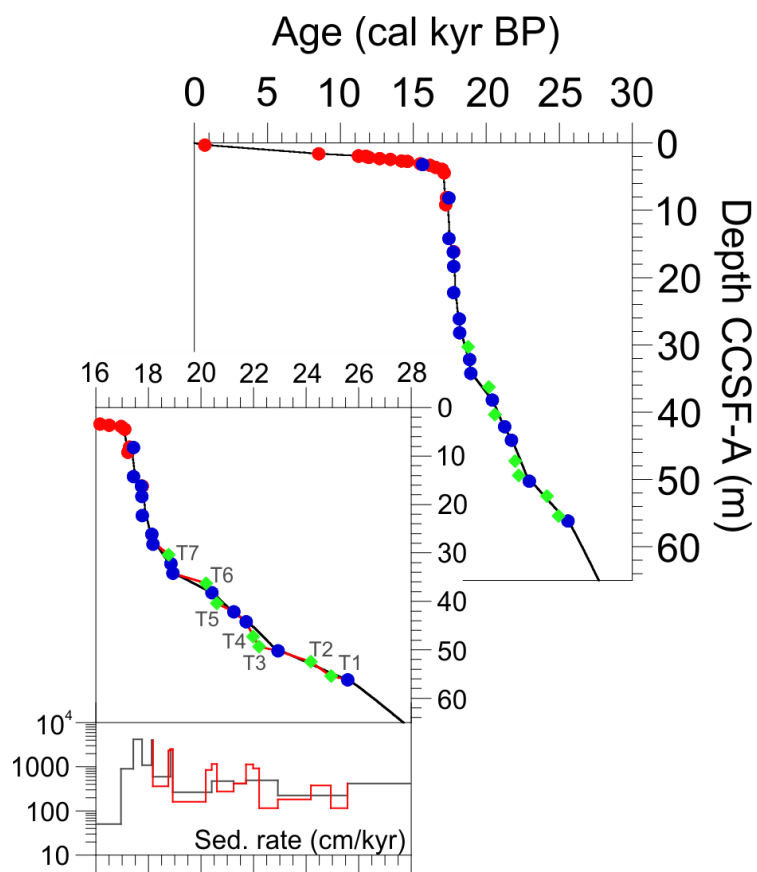 Age (cal kyr BP)
0 5 10 15 20 25 30
0
10
20
30
40
50
60
Depth CCSF-A (m)
16 18 20 22 24 26 28
0
10
20
30
40
50
60
T7
T6
T5
T4
T3
T2
T1
10⁴
1000
100
10
Sed. rate (cm/kyr)